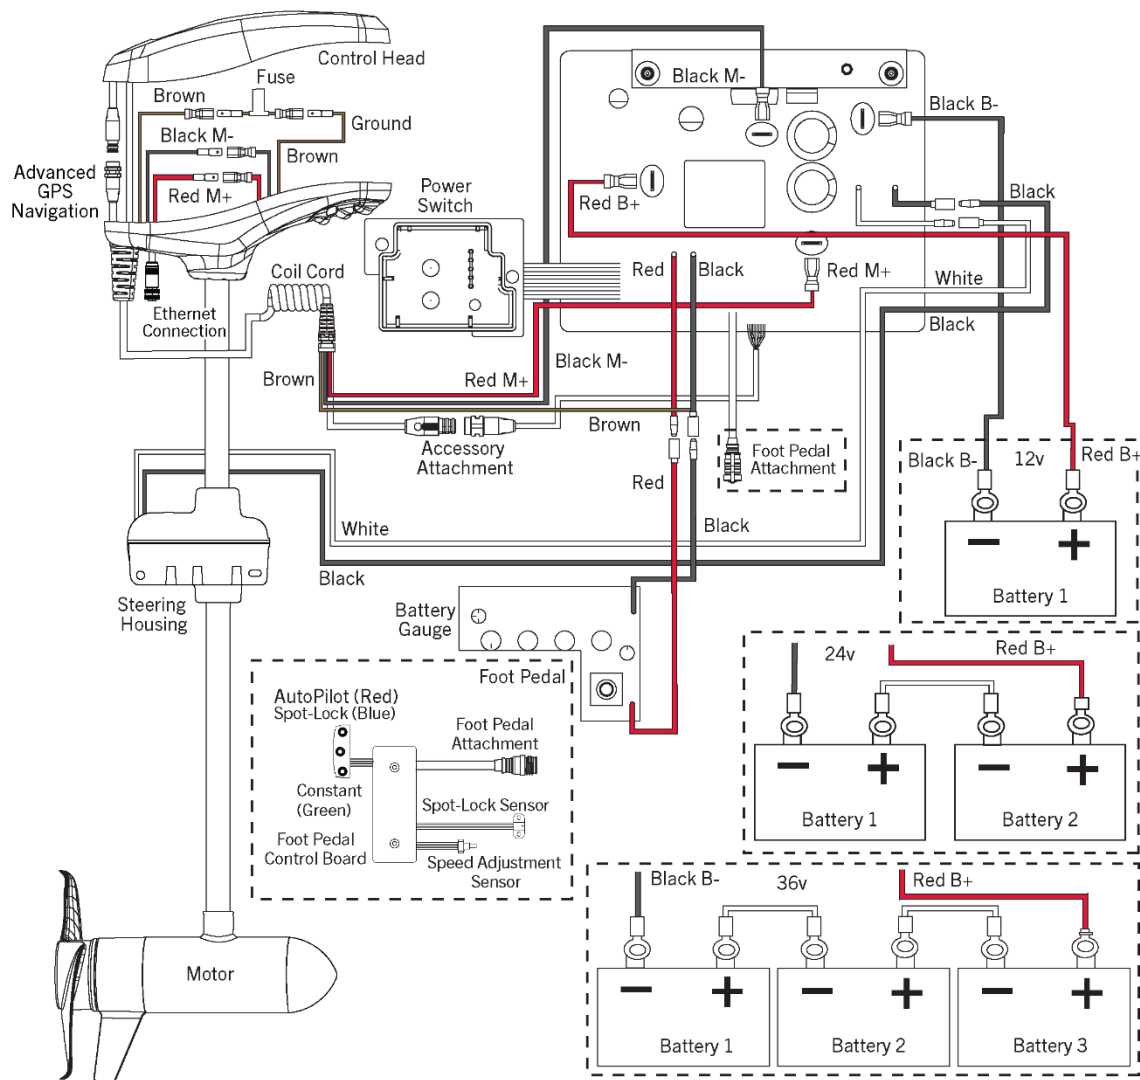 Control Head
Fuse
Brown
Ground
Black M-
Brown
Advanced
GPS
Navigation
Red M+
Ethernet
Connection
Coil Cord
Power
Switch
Black M-
Black B-
Red B+
Black
Red
Black
Red M+
White
Black
Black M-
Red M+
Brown
Brown
Accessory
Attachment
Foot Pedal
Attachment
Red
Black
White
Black
Steering
Housing
Battery
Gauge
Foot Pedal
Black B-
12v
Red B+
Battery 1
24v
Red B+
Battery 1
Battery 2
Black B-
36v
Red B+
Battery 1
Battery 2
Battery 3
AutoPilot (Red)
Spot-Lock (Blue)
Foot Pedal
Attachment
Constant
(Green)
Spot-Lock Sensor
Foot Pedal
Control Board
Speed Adjustment
Sensor
Motor